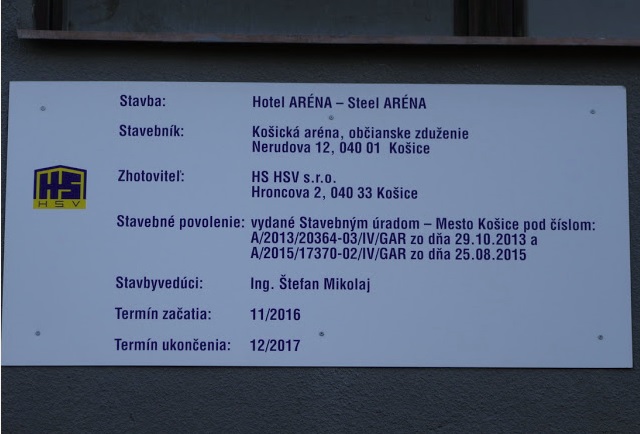 Stavba: Hotel ARÉNA – Steel ARÉNA
Stavebník: Košická aréna, občianske zduženie
Nerudova 12, 040 01 Košice
HS
HSV
Zhotoviteľ: HS HSV s.r.o.
Hroncova 2, 040 33 Košice
Stavebné povolenie: vydané Stavebným úradom – Mesto Košice pod číslom:
A/2013/20364-03/IV/GAR zo dňa 29.10.2013 a
A/2015/17370-02/IV/GAR zo dňa 25.08.2015
Stavbyvedúci: Ing. Štefan Mikolaj
Termín začatia: 11/2016
Termín ukončenia: 12/2017